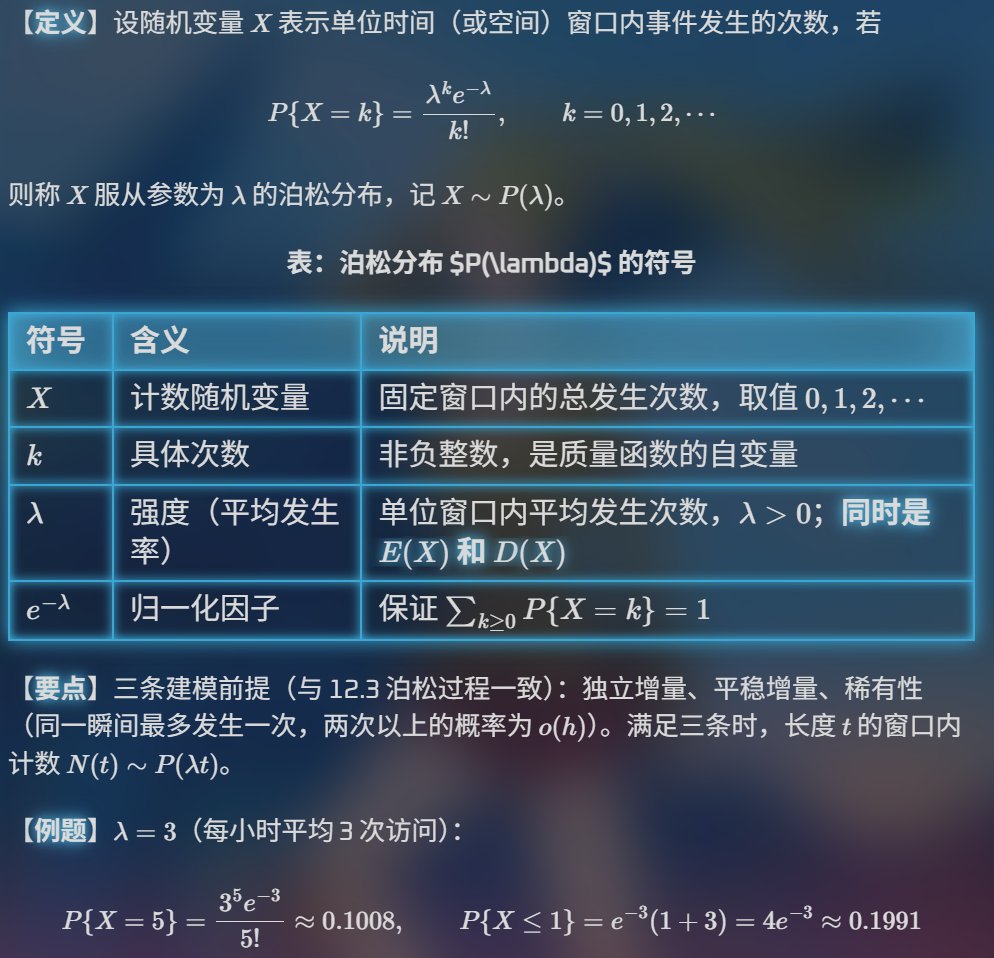 【定义】设随机变量 X 表示单位时间（或空间）窗口内事件发生的次数，若
P{X = k} = \frac{λ^k e^{−λ}}{k!},  k = 0, 1, 2, ⋯
则称 X 服从参数为 λ 的泊松分布，记 X ∼ P(λ)。
表：泊松分布 $P(\lambda)$ 的符号
符号 含义 说明
X 计数随机变量 固定窗口内的总发生次数，取值 0, 1, 2, ⋯
k 具体次数 非负整数，是质量函数的自变量
λ 强度（平均发生率） 单位窗口内平均发生次数，λ > 0；同时是
E(X) 和 D(X)
e^{−λ} 归一化因子 保证 ∑_{k≥0} P{X = k} = 1
【要点】三条建模前提（与 12.3 泊松过程一致）：独立增量、平稳增量、稀有性
（同一瞬间最多发生一次，两次以上的概率为 o(h)）。满足三条时，长度 t 的窗口内
计数 N(t) ∼ P(λt)。
【例题】λ = 3（每小时平均 3 次访问）：
P{X = 5} = \frac{3^5 e^{−3}}{5!} ≈ 0.1008,  P{X ≤ 1} = e^{−3}(1 + 3) = 4e^{−3} ≈ 0.1991